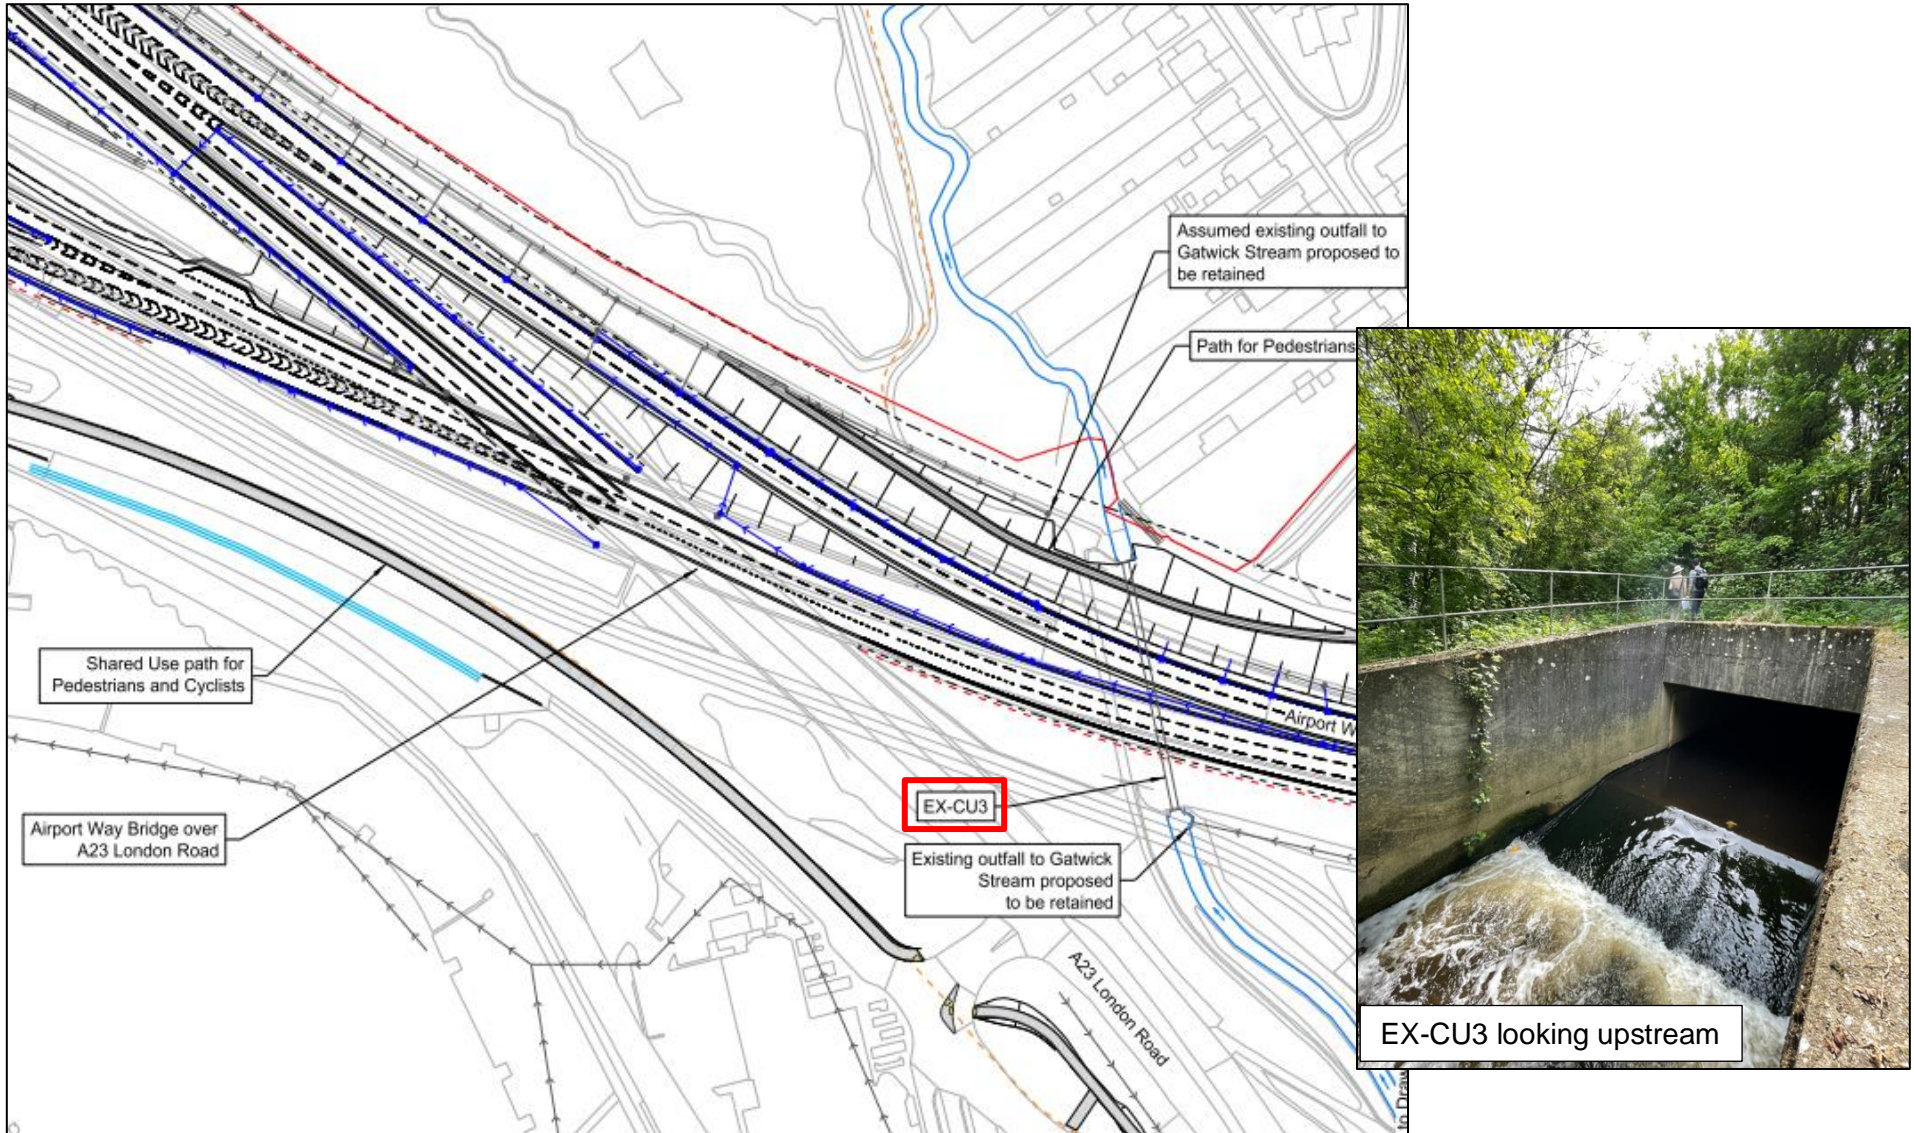 Assumed existing outfall to
Gatwick Stream proposed to
be retained
Path for Pedestrians
Shared Use path for
Pedestrians and Cyclists
Airport W
EX-CU3
Airport Way Bridge over
A23 London Road
Existing outfall to Gatwick
Stream proposed
to be retained
A23 London Road
EX-CU3 looking upstream